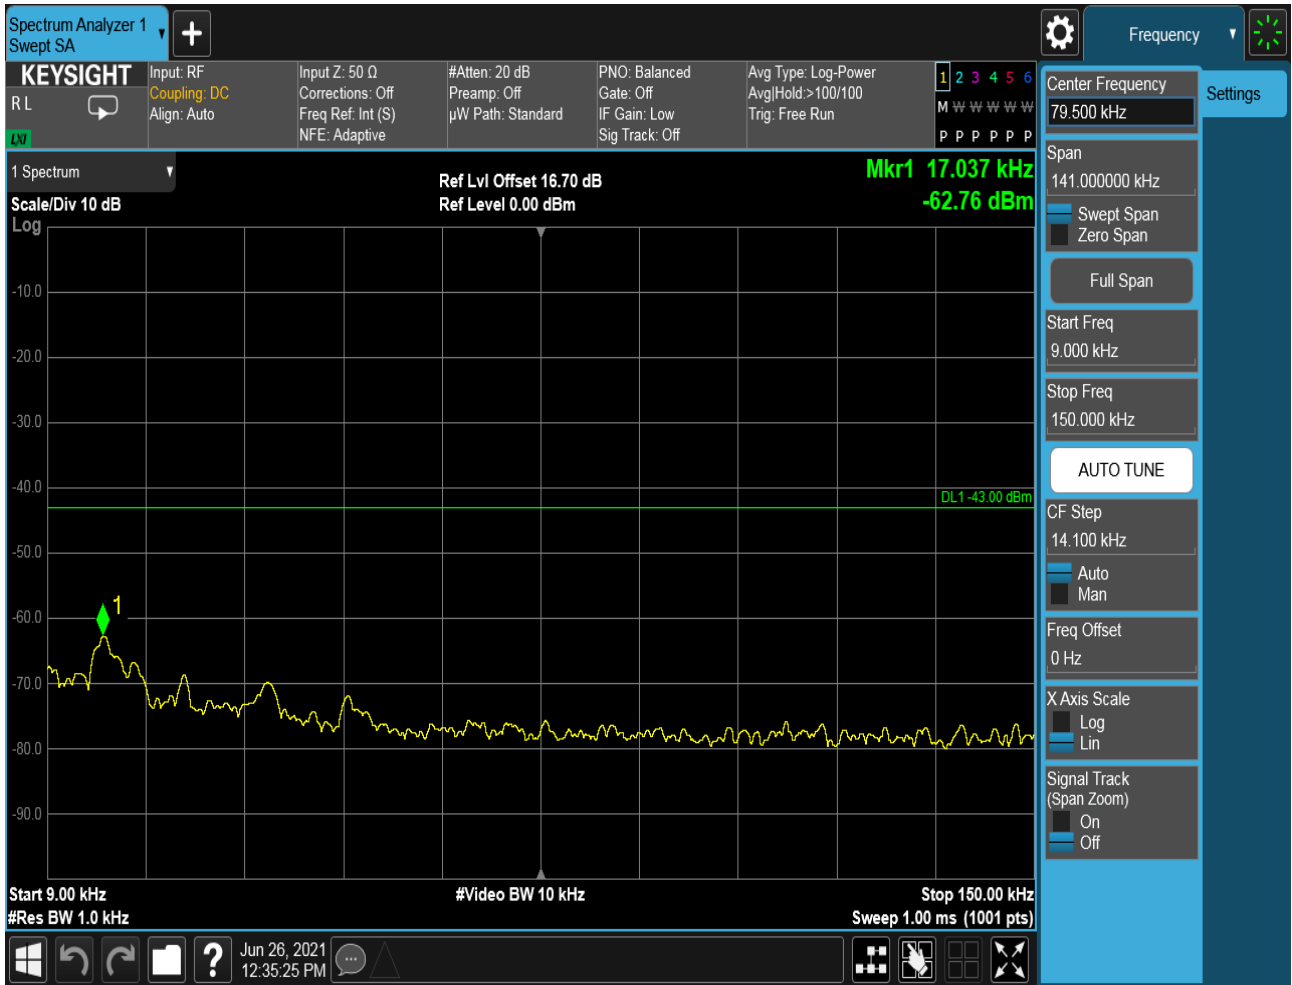 Spectrum Analyzer 1
Swept SA
Frequency
KEYSIGHT
R L
LXI
Input: RF
Coupling: DC
Align: Auto
Input Z: 50 Ω
Corrections: Off
Freq Ref: Int (S)
NFE: Adaptive
#Atten: 20 dB
Preamp: Off
µW Path: Standard
PNO: Balanced
Gate: Off
IF Gain: Low
Sig Track: Off
Avg Type: Log-Power
Avg|Hold:>100/100
Trig: Free Run
1 2 3 4 5 6
M W W W W W
P P P P P P
1 Spectrum
Scale/Div 10 dB
Log
Ref Lvl Offset 16.70 dB
Ref Level 0.00 dBm
Mkr1 17.037 kHz
-62.76 dBm
-10.0
-20.0
-30.0
-40.0
DL1 -43.00 dBm
-50.0
-60.0
1
-70.0
-80.0
-90.0
Start 9.00 kHz
#Video BW 10 kHz
Stop 150.00 kHz
#Res BW 1.0 kHz
Sweep 1.00 ms (1001 pts)
Jun 26, 2021
12:35:25 PM
Center Frequency
79.500 kHz
Settings
Span
141.000000 kHz
Swept Span
Zero Span
Full Span
Start Freq
9.000 kHz
Stop Freq
150.000 kHz
AUTO TUNE
CF Step
14.100 kHz
Auto
Man
Freq Offset
0 Hz
X Axis Scale
Log
Lin
Signal Track
(Span Zoom)
On
Off